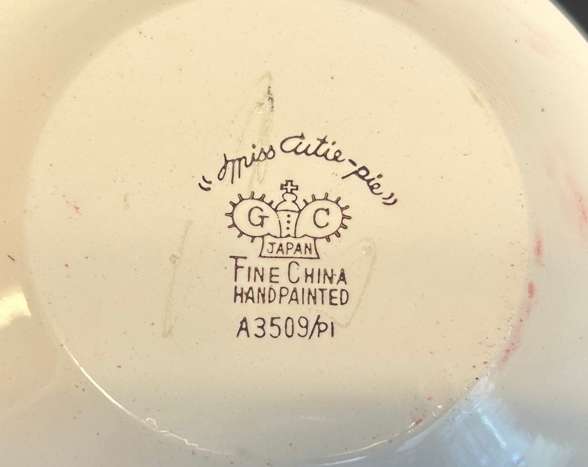 "Miss Cutie-pie"
G C
JAPAN
FINE CHINA
HANDPAINTED
A3509/PI